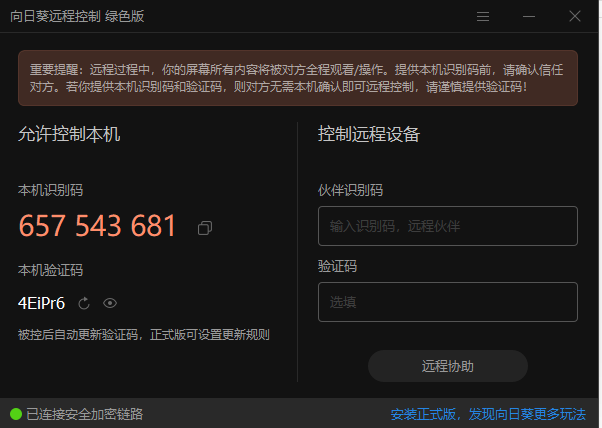 向日葵远程控制 绿色版
重要提醒：远程过程中，你的屏幕所有内容将被对方全程观看/操作。提供本机识别码前，请确认信任
对方。若你提供本机识别码和验证码，则对方无需本机确认即可远程控制，请谨慎提供验证码！
允许控制本机
本机识别码
657 543 681
本机验证码
4EiPr6
被控后自动更新验证码，正式版可设置更新规则
控制远程设备
伙伴识别码
输入识别码，远程伙伴
验证码
选填
远程协助
已连接安全加密链路
安装正式版，发现向日葵更多玩法